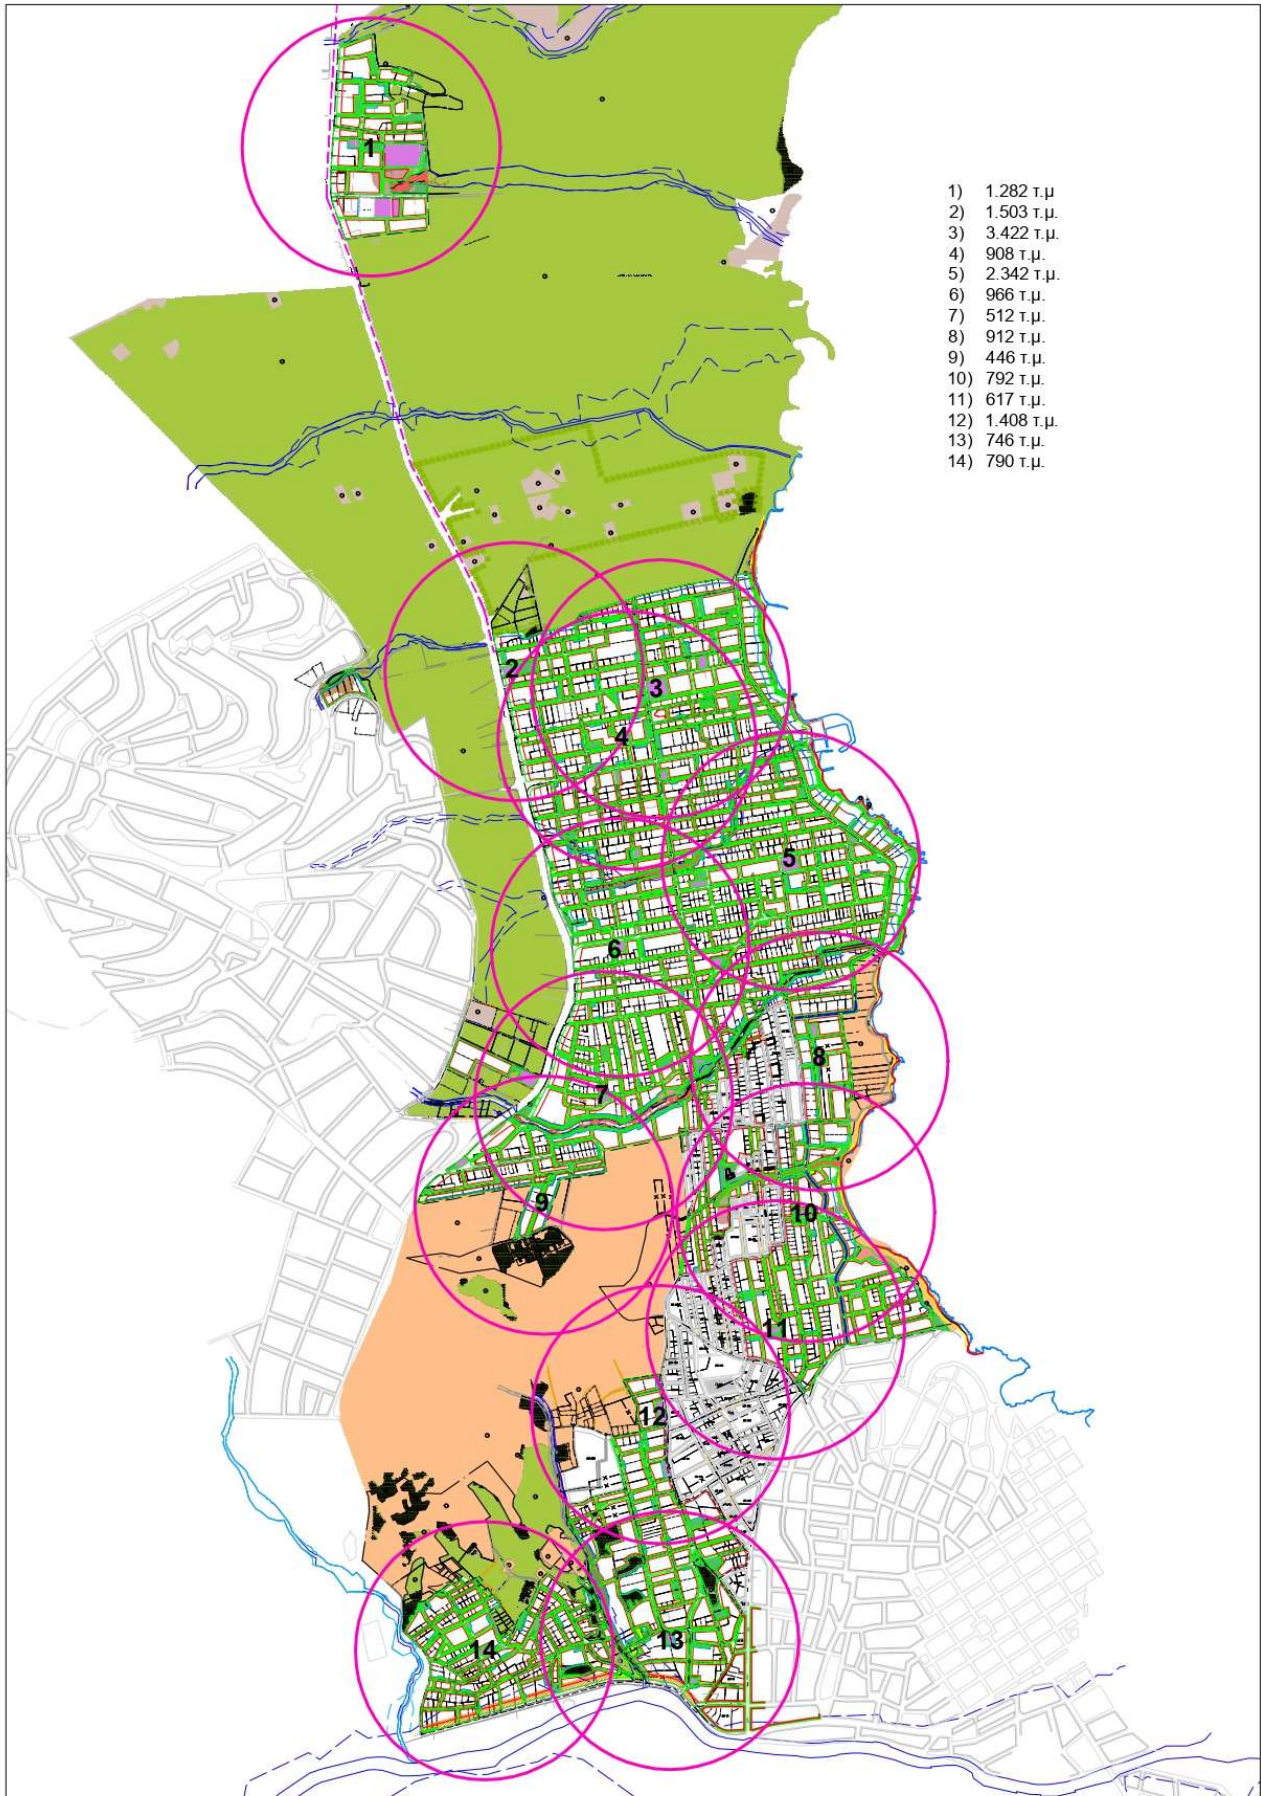 1) 1.282 τ.μ
2) 1.503 τ.μ.
3) 3.422 τ.μ.
4) 908 τ.μ.
5) 2.342 τ.μ.
6) 966 τ.μ.
7) 512 τ.μ.
8) 912 τ.μ.
9) 446 τ.μ.
10) 792 τ.μ.
11) 617 τ.μ.
12) 1.408 τ.μ.
13) 746 τ.μ.
14) 790 τ.μ.
1
2
3
4
5
6
7
8
9
10
11
12
13
14